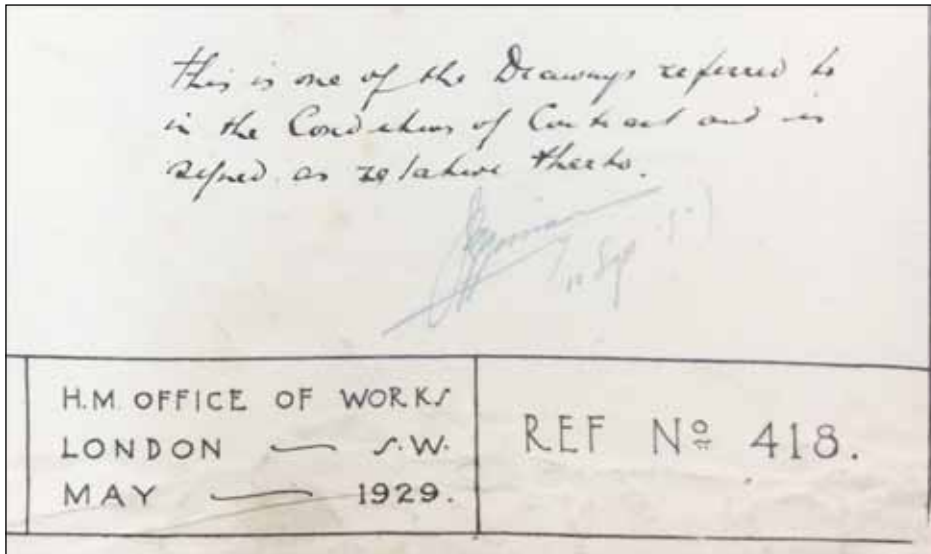 This is one of the Drawings referred to
in the Conditions of Contract and is
signed as relative thereto.
H.M. OFFICE OF WORKS
LONDON — S.W.
MAY — 1929.
REF Nº 418.